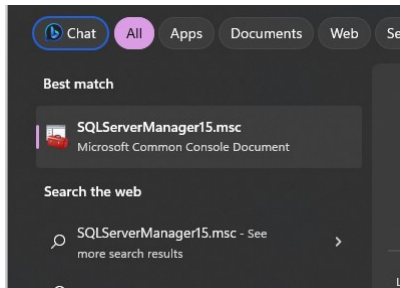 Chat All Apps Documents Web Se
Best match
SQLServerManager15.msc
Microsoft Common Console Document
Search the web
SQLServerManager15.msc - See
more search results
L